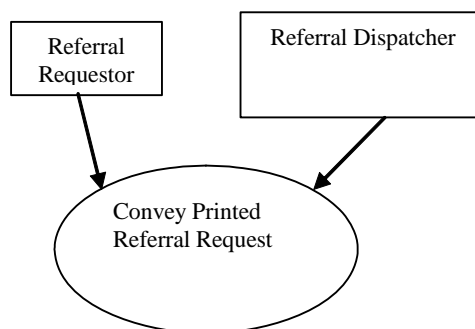 Referral
Requestor
Referral Dispatcher
Convey Printed
Referral Request